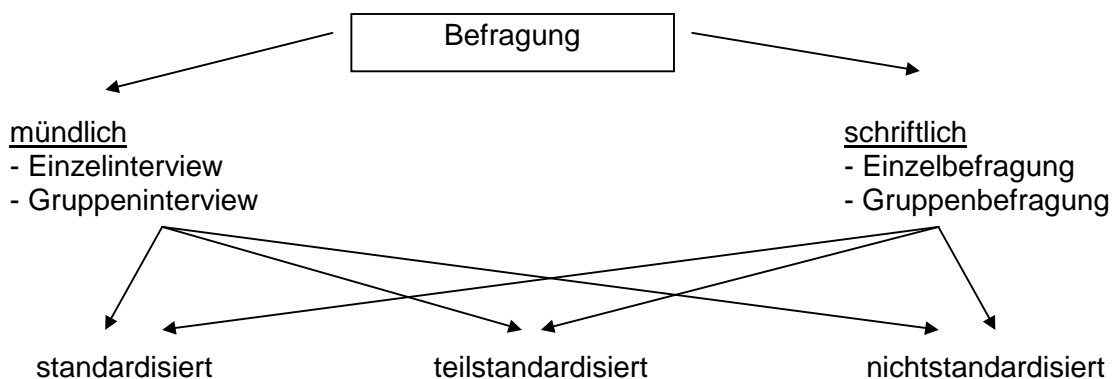 Befragung
mündlich
- Einzelinterview
- Gruppeninterview
schriftlich
- Einzelbefragung
- Gruppenbefragung
standardisiert
teilstandardisiert
nichtstandardisiert